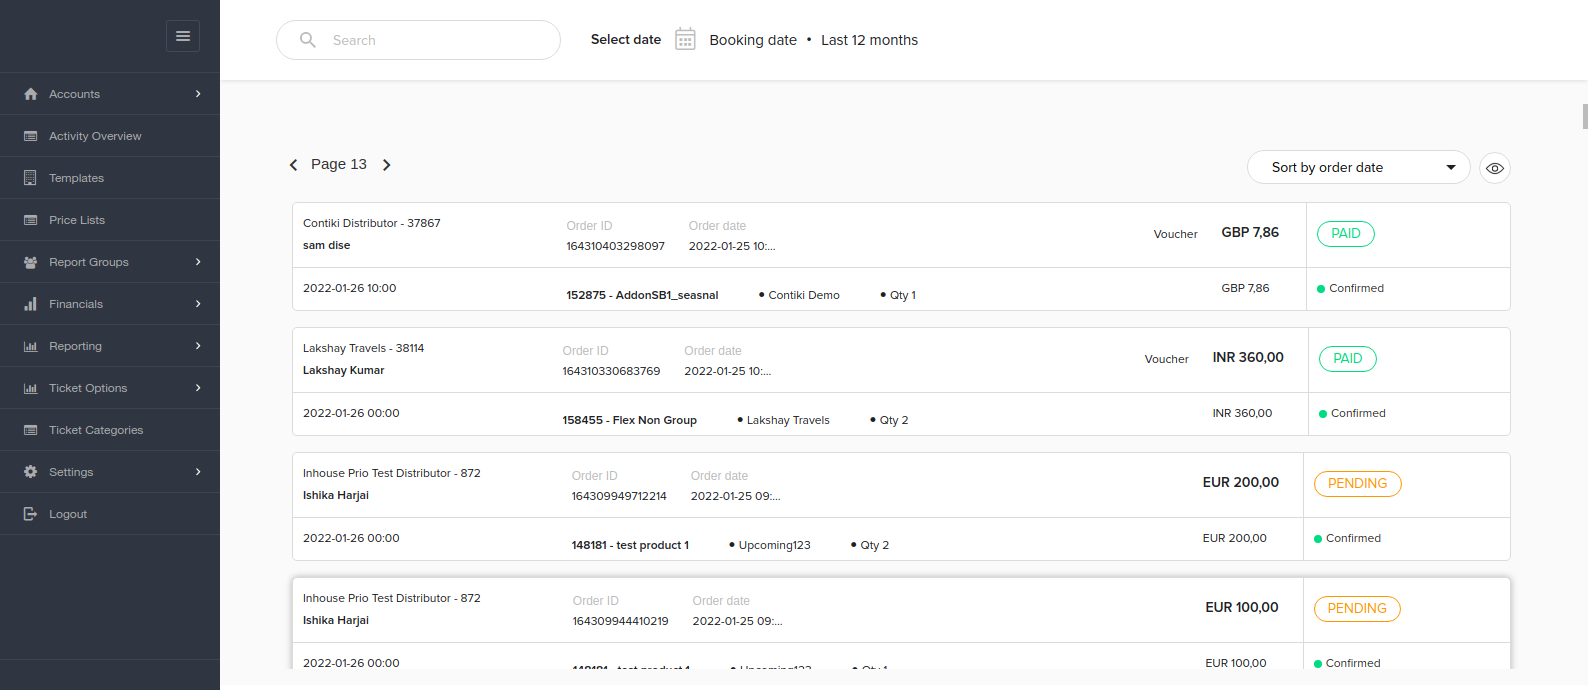 Search
Select date
Booking date • Last 12 months
Accounts
Activity Overview
Templates
Price Lists
Report Groups
Financials
Reporting
Ticket Options
Ticket Categories
Settings
Logout
Page 13
Sort by order date
Contiki Distributor - 37867
sam dise
Order ID
164310403298097
Order date
2022-01-25 10:...
Voucher
GBP 7,86
PAID
2022-01-26 10:00
152875 - AddonSB1_seasnal
• Contiki Demo
• Qty 1
GBP 7,86
Confirmed
Lakshay Travels - 38114
Lakshay Kumar
Order ID
164310330683769
Order date
2022-01-25 10:...
Voucher
INR 360,00
PAID
2022-01-26 00:00
158455 - Flex Non Group
• Lakshay Travels
• Qty 2
INR 360,00
Confirmed
Inhouse Prio Test Distributor - 872
Ishika Harjai
Order ID
164309949712214
Order date
2022-01-25 09:...
EUR 200,00
PENDING
2022-01-26 00:00
148181 - test product 1
• Upcoming123
• Qty 2
EUR 200,00
Confirmed
Inhouse Prio Test Distributor - 872
Ishika Harjai
Order ID
164309944410219
Order date
2022-01-25 09:...
EUR 100,00
PENDING
2022-01-26 00:00
148181 - test product 1
• Upcoming123
• Qty 1
EUR 100,00
Confirmed